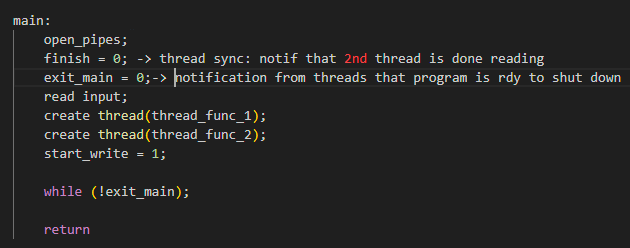 main:
open_pipes;
finish = 0; -> thread sync: notif that 2nd thread is done reading
exit_main = 0;-> notification from threads that program is rdy to shut down
read input;
create thread(thread_func_1);
create thread(thread_func_2);
start_write = 1;
while (!exit_main);
return